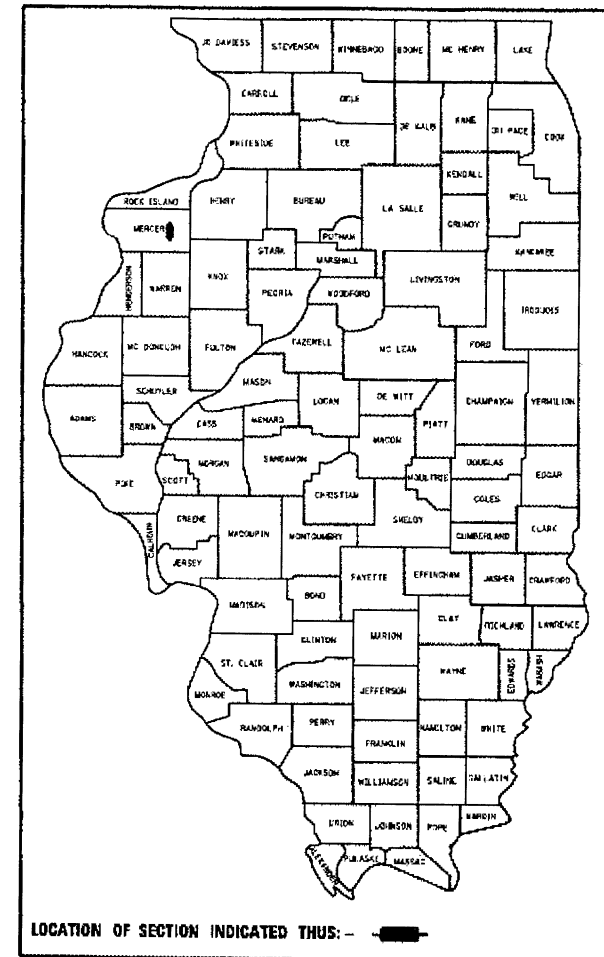 JO DAVIESS STEVENSON WINNEBAGO BOONE MC HENRY LAKE
CARROLL OGLE DE KALB KANE DU PAGE COOK
WHITESIDE LEE KENDALL WILL
ROCK ISLAND HENRY BUREAU LA SALLE GRUNDY
MERCER PUTNAM KANKAKEE
STARK MARSHALL LIVINGSTON
HENDERSON WARREN KNOX PEORIA WOODFORD IROQUOIS
HANCOCK MC DONOUGH FULTON TAZEWELL MC LEAN FORD
SCHUYLER MASON LOGAN DE WITT CHAMPAIGN VERMILION
ADAMS BROWN CASS MENARD MACON PIATT
PIKE SCOTT MORGAN SANGAMON CHRISTIAN MOULTRIE DOUGLAS EDGAR
COLES
CALHOUN GREENE MACOUPIN MONTGOMERY SHELBY CUMBERLAND CLARK
JERSEY FAYETTE EFFINGHAM JASPER CRAWFORD
MADISON BOND CLAY RICHLAND LAWRENCE
CLINTON MARION
ST. CLAIR WAYNE EDWARDS WABASH
MONROE WASHINGTON JEFFERSON
RANDOLPH PERRY HAMILTON WHITE
FRANKLIN
JACKSON WILLIAMSON SALINE GALLATIN
UNION JOHNSON POPE HARDIN
ALEXANDER PULASKI MASSAC
LOCATION OF SECTION INDICATED THUS: –